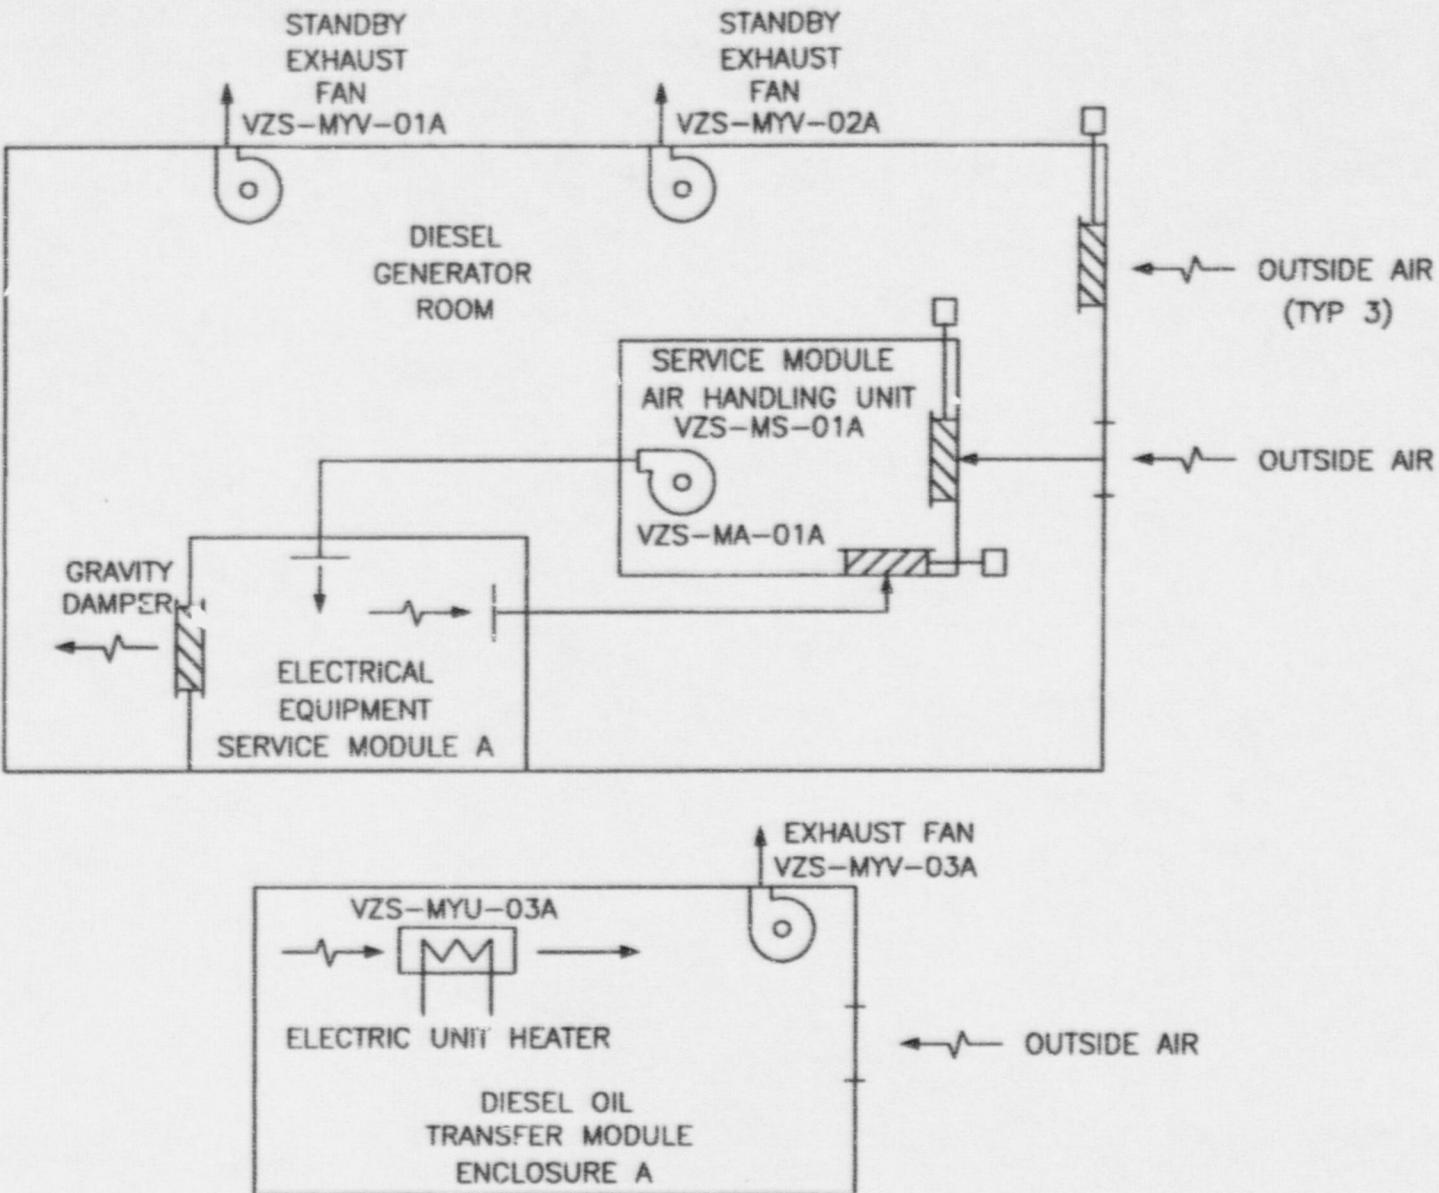 STANDBY
EXHAUST
FAN
VZS-MYV-01A
STANDBY
EXHAUST
FAN
VZS-MYV-02A
DIESEL
GENERATOR
ROOM
OUTSIDE AIR
(TYP 3)
SERVICE MODULE
AIR HANDLING UNIT
VZS-MS-01A
OUTSIDE AIR
VZS-MA-01A
GRAVITY
DAMPER
ELECTRICAL
EQUIPMENT
SERVICE MODULE A
EXHAUST FAN
VZS-MYV-03A
VZS-MYU-03A
ELECTRIC UNIT HEATER
OUTSIDE AIR
DIESEL OIL
TRANSFER MODULE
ENCLOSURE A